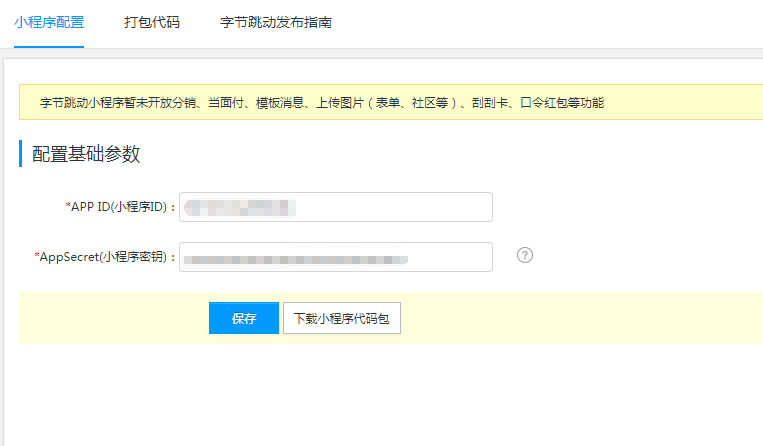 小程序配置 打包代码 字节跳动发布指南
字节跳动小程序暂未开放分销、当面付、模板消息、上传图片（表单、社区等）、刮刮卡、口令红包等功能
配置基础参数
*APP ID(小程序ID)：
*AppSecret(小程序密钥)： ?
保存 下载小程序代码包